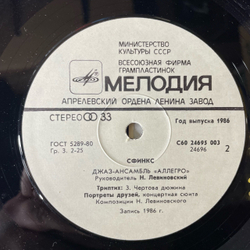 МИНИСТЕРСТВО
КУЛЬТУРЫ СССР
ВСЕСОЮЗНАЯ ФИРМА
ГРАМПЛАСТИНОК
МЕЛОДИЯ
АПРЕЛЕВСКИЙ ОРДЕНА ЛЕНИНА ЗАВОД
СТЕРЕО 33
Год выпуска 1986
ГОСТ 5289-80
Гр. 3. 2-25
С60 24695 003
24696
2
СФИНКС
ДЖАЗ-АНСАМБЛЬ «АЛЛЕГРО»
Руководитель Н. Левиновский
Триптих: 3. Чертова дюжина
Портреты друзей, концертная сюита
Композиции Н. Левиновского
Запись 1986 г.